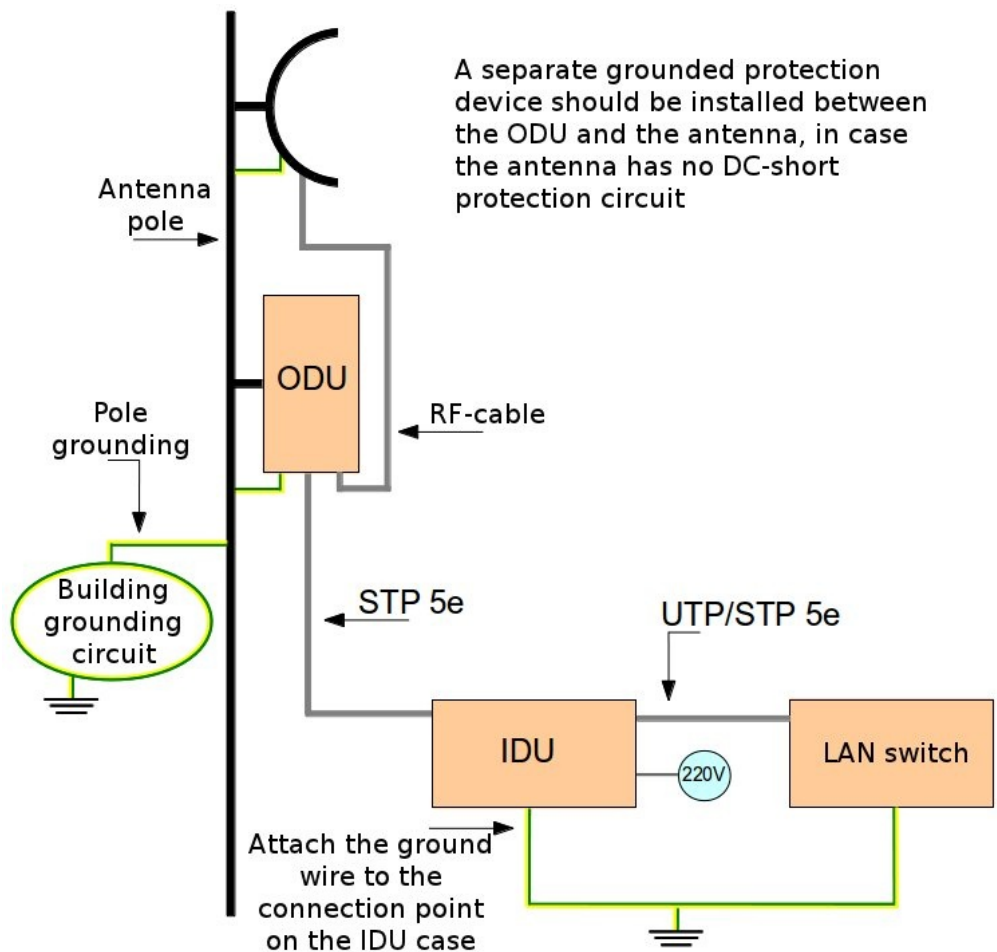 A separate grounded protection
device should be installed between
the ODU and the antenna, in case
the antenna has no DC-short
protection circuit
Antenna
pole
ODU
RF-cable
Pole
grounding
Building
grounding
circuit
STP 5e
UTP/STP 5e
IDU
220V
LAN switch
Attach the ground
wire to the
connection point
on the IDU case